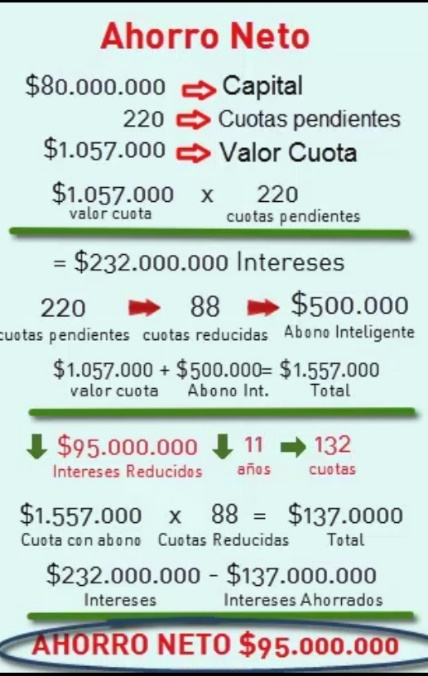 Ahorro Neto
$80.000.000 Capital
220 Cuotas pendientes
$1.057.000 Valor Cuota
$1.057.000 x 220
valor cuota cuotas pendientes
= $232.000.000 Intereses
220 88 $500.000
cuotas pendientes cuotas reducidas Abono Inteligente
$1.057.000 + $500.000= $1.557.000
valor cuota Abono Int. Total
$95.000.000 11 132
Intereses Reducidos años cuotas
$1.557.000 x 88 = $137.0000
Cuota con abono Cuotas Reducidas Total
$232.000.000 - $137.000.000
Intereses Intereses Ahorrados
AHORRO NETO $95.000.000